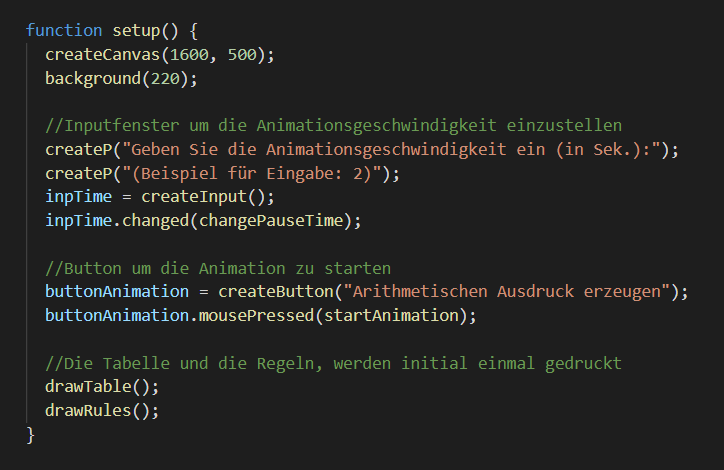 function setup() {
createCanvas(1600, 500);
background(220);
//Inputfenster um die Animationsgeschwindigkeit einzustellen
createP("Geben Sie die Animationsgeschwindigkeit ein (in Sek.):");
createP("(Beispiel für Eingabe: 2)");
inpTime = createInput();
inpTime.changed(changePauseTime);
//Button um die Animation zu starten
buttonAnimation = createButton("Arithmetischen Ausdruck erzeugen");
buttonAnimation.mousePressed(startAnimation);
//Die Tabelle und die Regeln, werden initial einmal gedruckt
drawTable();
drawRules();
}